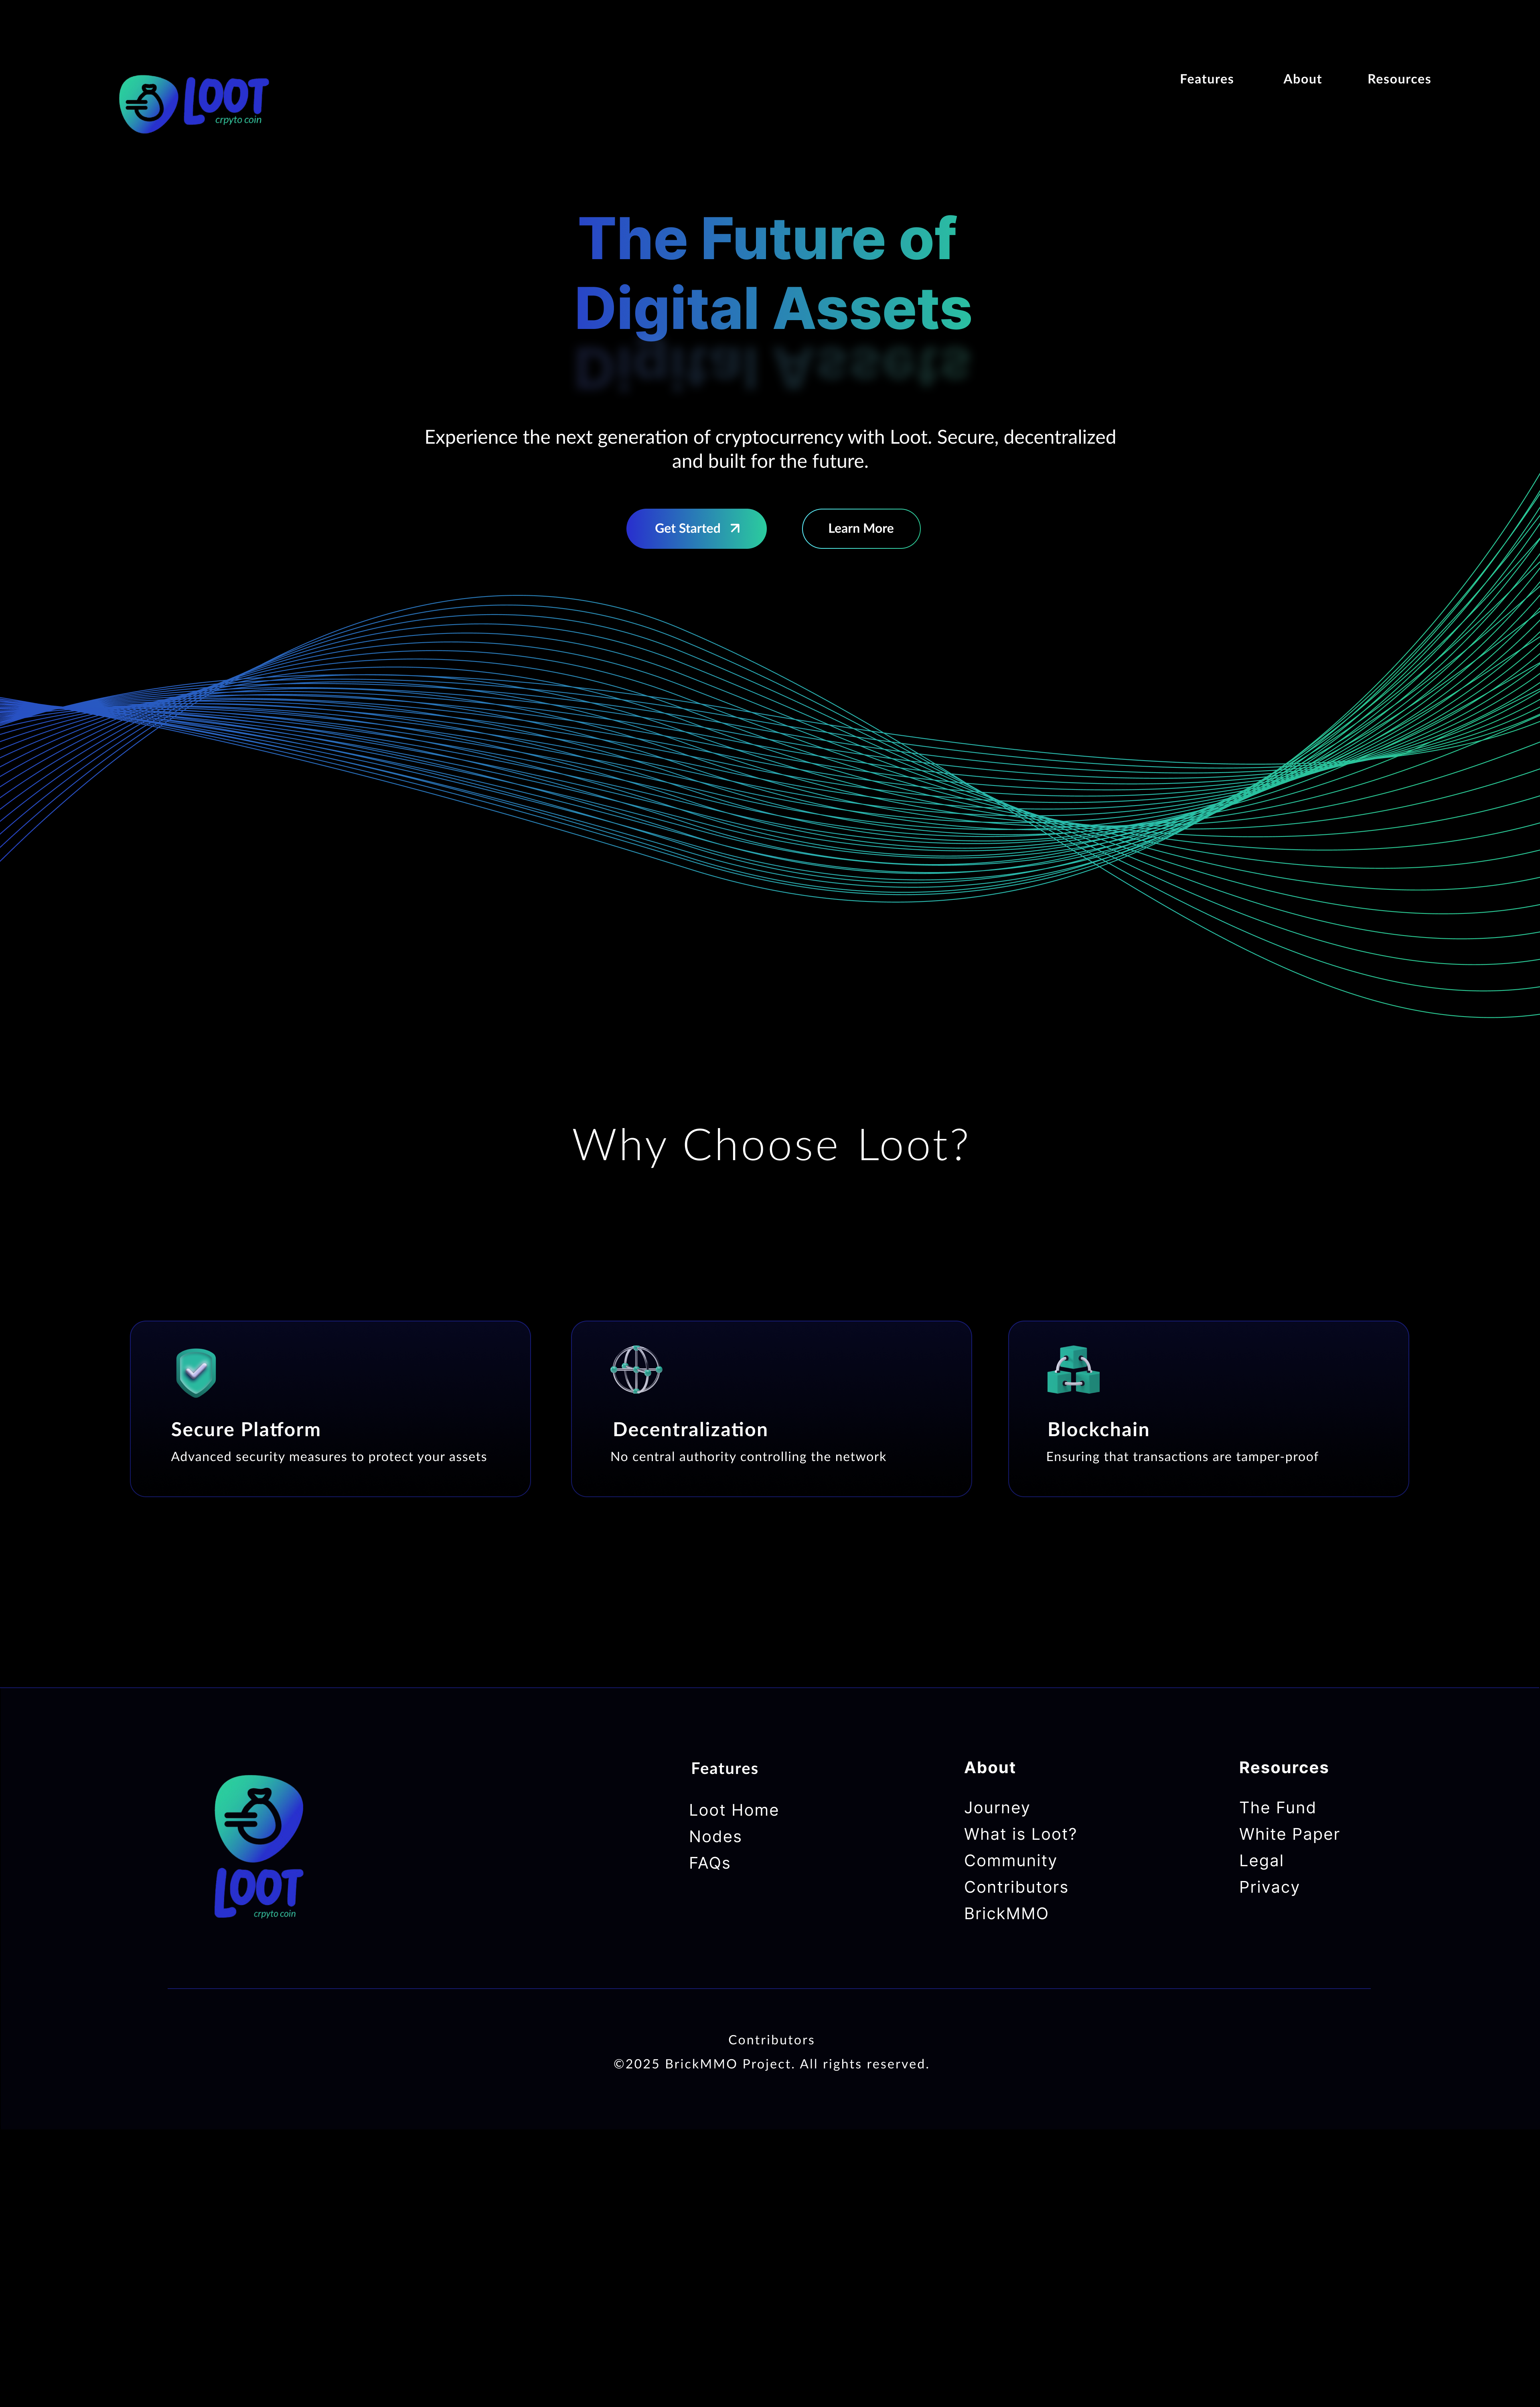 LOOT
crpyto coin
Features About Resources
The Future of
Digital Assets
Experience the next generation of cryptocurrency with Loot. Secure, decentralized
and built for the future.
Get Started Learn More
Why Choose Loot?
Secure Platform
Advanced security measures to protect your assets
Decentralization
No central authority controlling the network
Blockchain
Ensuring that transactions are tamper-proof
LOOT
crpyto coin
Features
Loot Home
Nodes
FAQs
About
Journey
What is Loot?
Community
Contributors
BrickMMO
Resources
The Fund
White Paper
Legal
Privacy
Contributors
©2025 BrickMMO Project. All rights reserved.